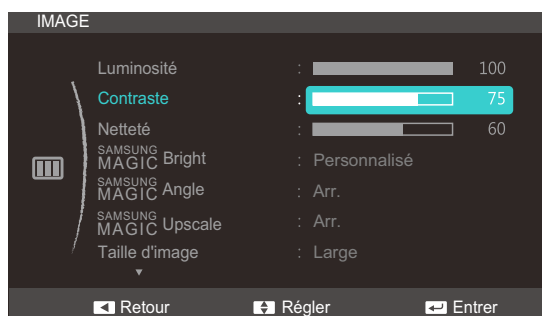 IMAGE
Luminosité : 100
Contraste : 75
Netteté : 60
SAMSUNG MAGIC Bright : Personnalisé
SAMSUNG MAGIC Angle : Arr.
SAMSUNG MAGIC Upscale : Arr.
Taille d'image : Large
Retour Régler Entrer